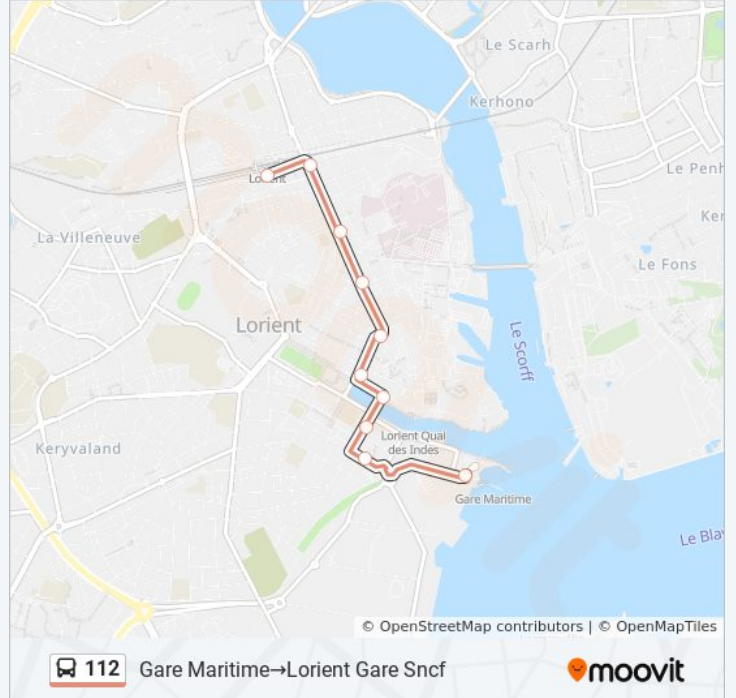 Le Scarh
Kerhono
Le Penh
Lorient
Ker
La Villeneuve
Le Fons
Lorient
Le Scorff
Lorient Quai
des Indes
Keryvaland
Gare Maritime
Le Blav
© OpenStreetMap contributors | © OpenMapTiles
112 Gare Maritime→Lorient Gare Sncf moovit